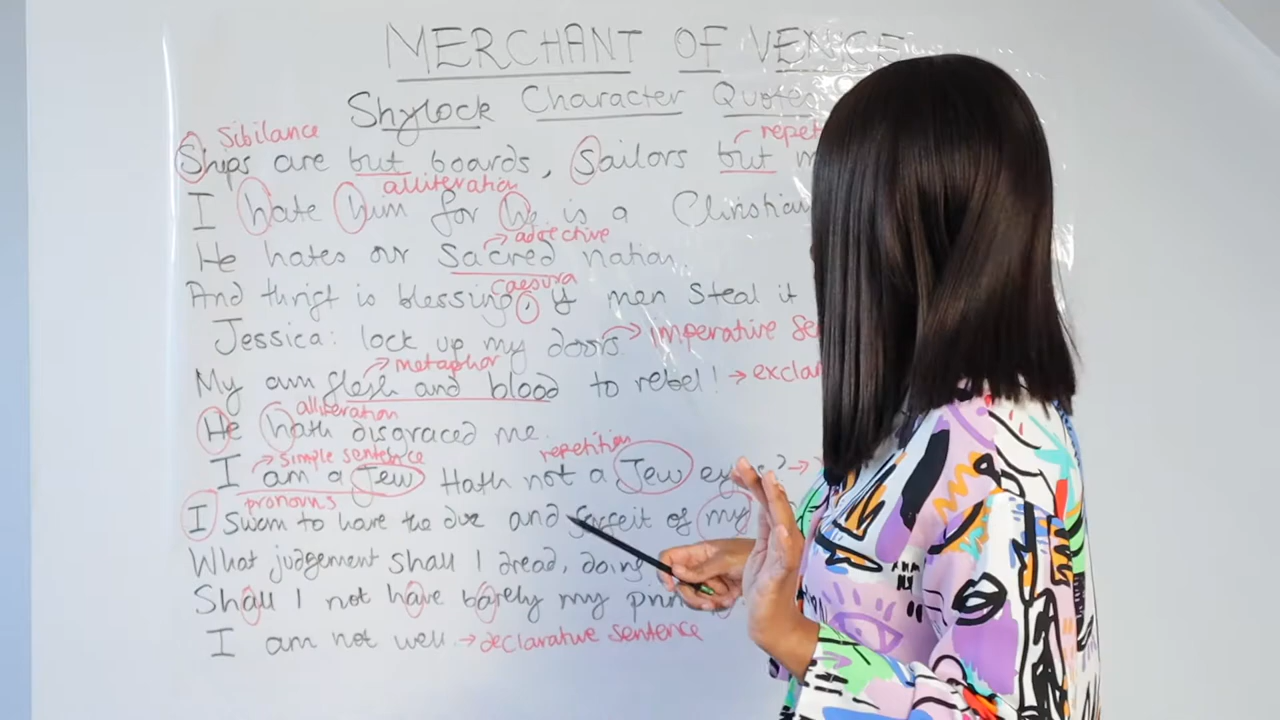 MERCHANT OF VENICE
Shylock Character Quotes
sibilance
repet
Ships are but boards, Sailors but m
alliteration
I hate him for he is a Christian
→ adjective
He hates our Sacred nation
caesura
And thrift is blessing, if men steal it
Jessica: lock up my doors → imperative sen
→ metaphor
My own flesh and blood to rebel! → exclam
alliteration
He hath disgraced me.
→ simple sentence repetition
I am a Jew Hath not a Jew eyes? →
pronouns
I sworn to have the due and forfeit of my
What judgement shall I dread, doing
Shall I not have barely my prin
I am not well → declarative sentence